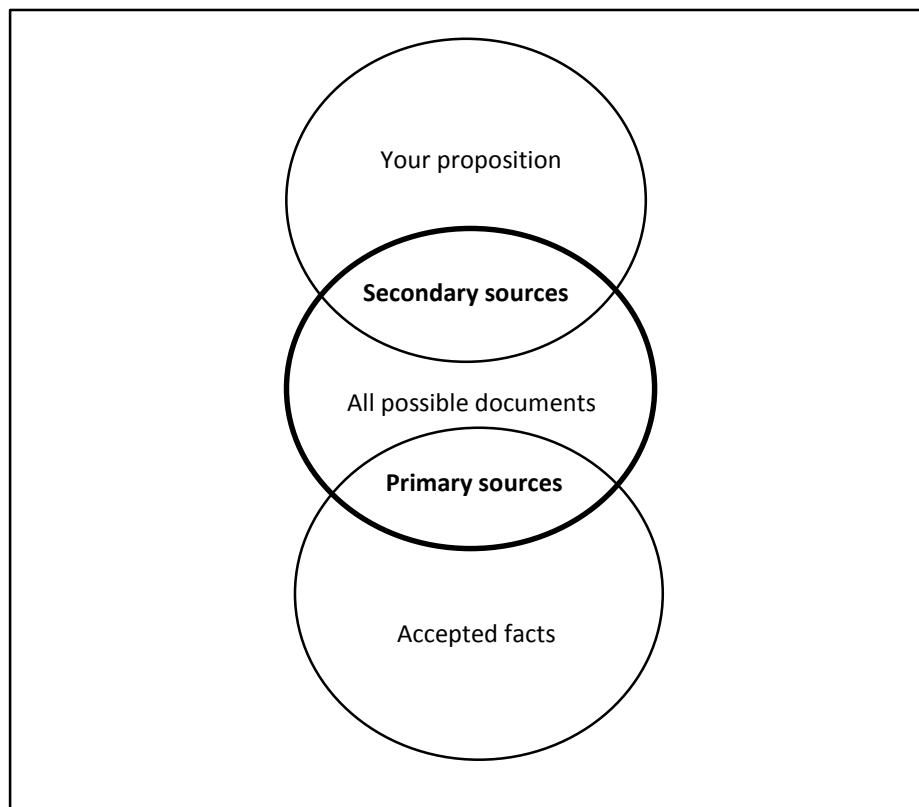 Your proposition
Secondary sources
All possible documents
Primary sources
Accepted facts